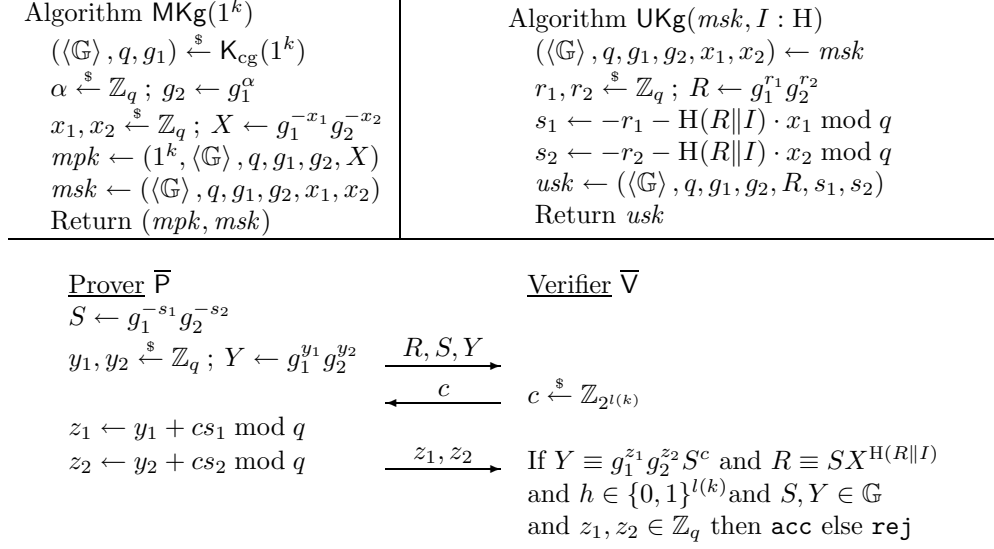 Algorithm MKg(1^k)
(⟨𝔾⟩, q, g_1) ←$ K_cg(1^k)
α ←$ ℤ_q ; g_2 ← g_1^α
x_1, x_2 ←$ ℤ_q ; X ← g_1^{-x_1} g_2^{-x_2}
mpk ← (1^k, ⟨𝔾⟩, q, g_1, g_2, X)
msk ← (⟨𝔾⟩, q, g_1, g_2, x_1, x_2)
Return (mpk, msk)
Algorithm UKg(msk, I : H)
(⟨𝔾⟩, q, g_1, g_2, x_1, x_2) ← msk
r_1, r_2 ←$ ℤ_q ; R ← g_1^{r_1} g_2^{r_2}
s_1 ← −r_1 − H(R‖I) · x_1 mod q
s_2 ← −r_2 − H(R‖I) · x_2 mod q
usk ← (⟨𝔾⟩, q, g_1, g_2, R, s_1, s_2)
Return usk
Prover P̅
Verifier V̅
S ← g_1^{-s_1} g_2^{-s_2}
y_1, y_2 ←$ ℤ_q ; Y ← g_1^{y_1} g_2^{y_2}
R, S, Y
c
c ←$ ℤ_{2^{l(k)}}
z_1 ← y_1 + cs_1 mod q
z_2 ← y_2 + cs_2 mod q
z_1, z_2
If Y ≡ g_1^{z_1} g_2^{z_2} S^c and R ≡ SX^{H(R‖I)}
and h ∈ {0, 1}^{l(k)} and S, Y ∈ 𝔾
and z_1, z_2 ∈ ℤ_q then acc else rej